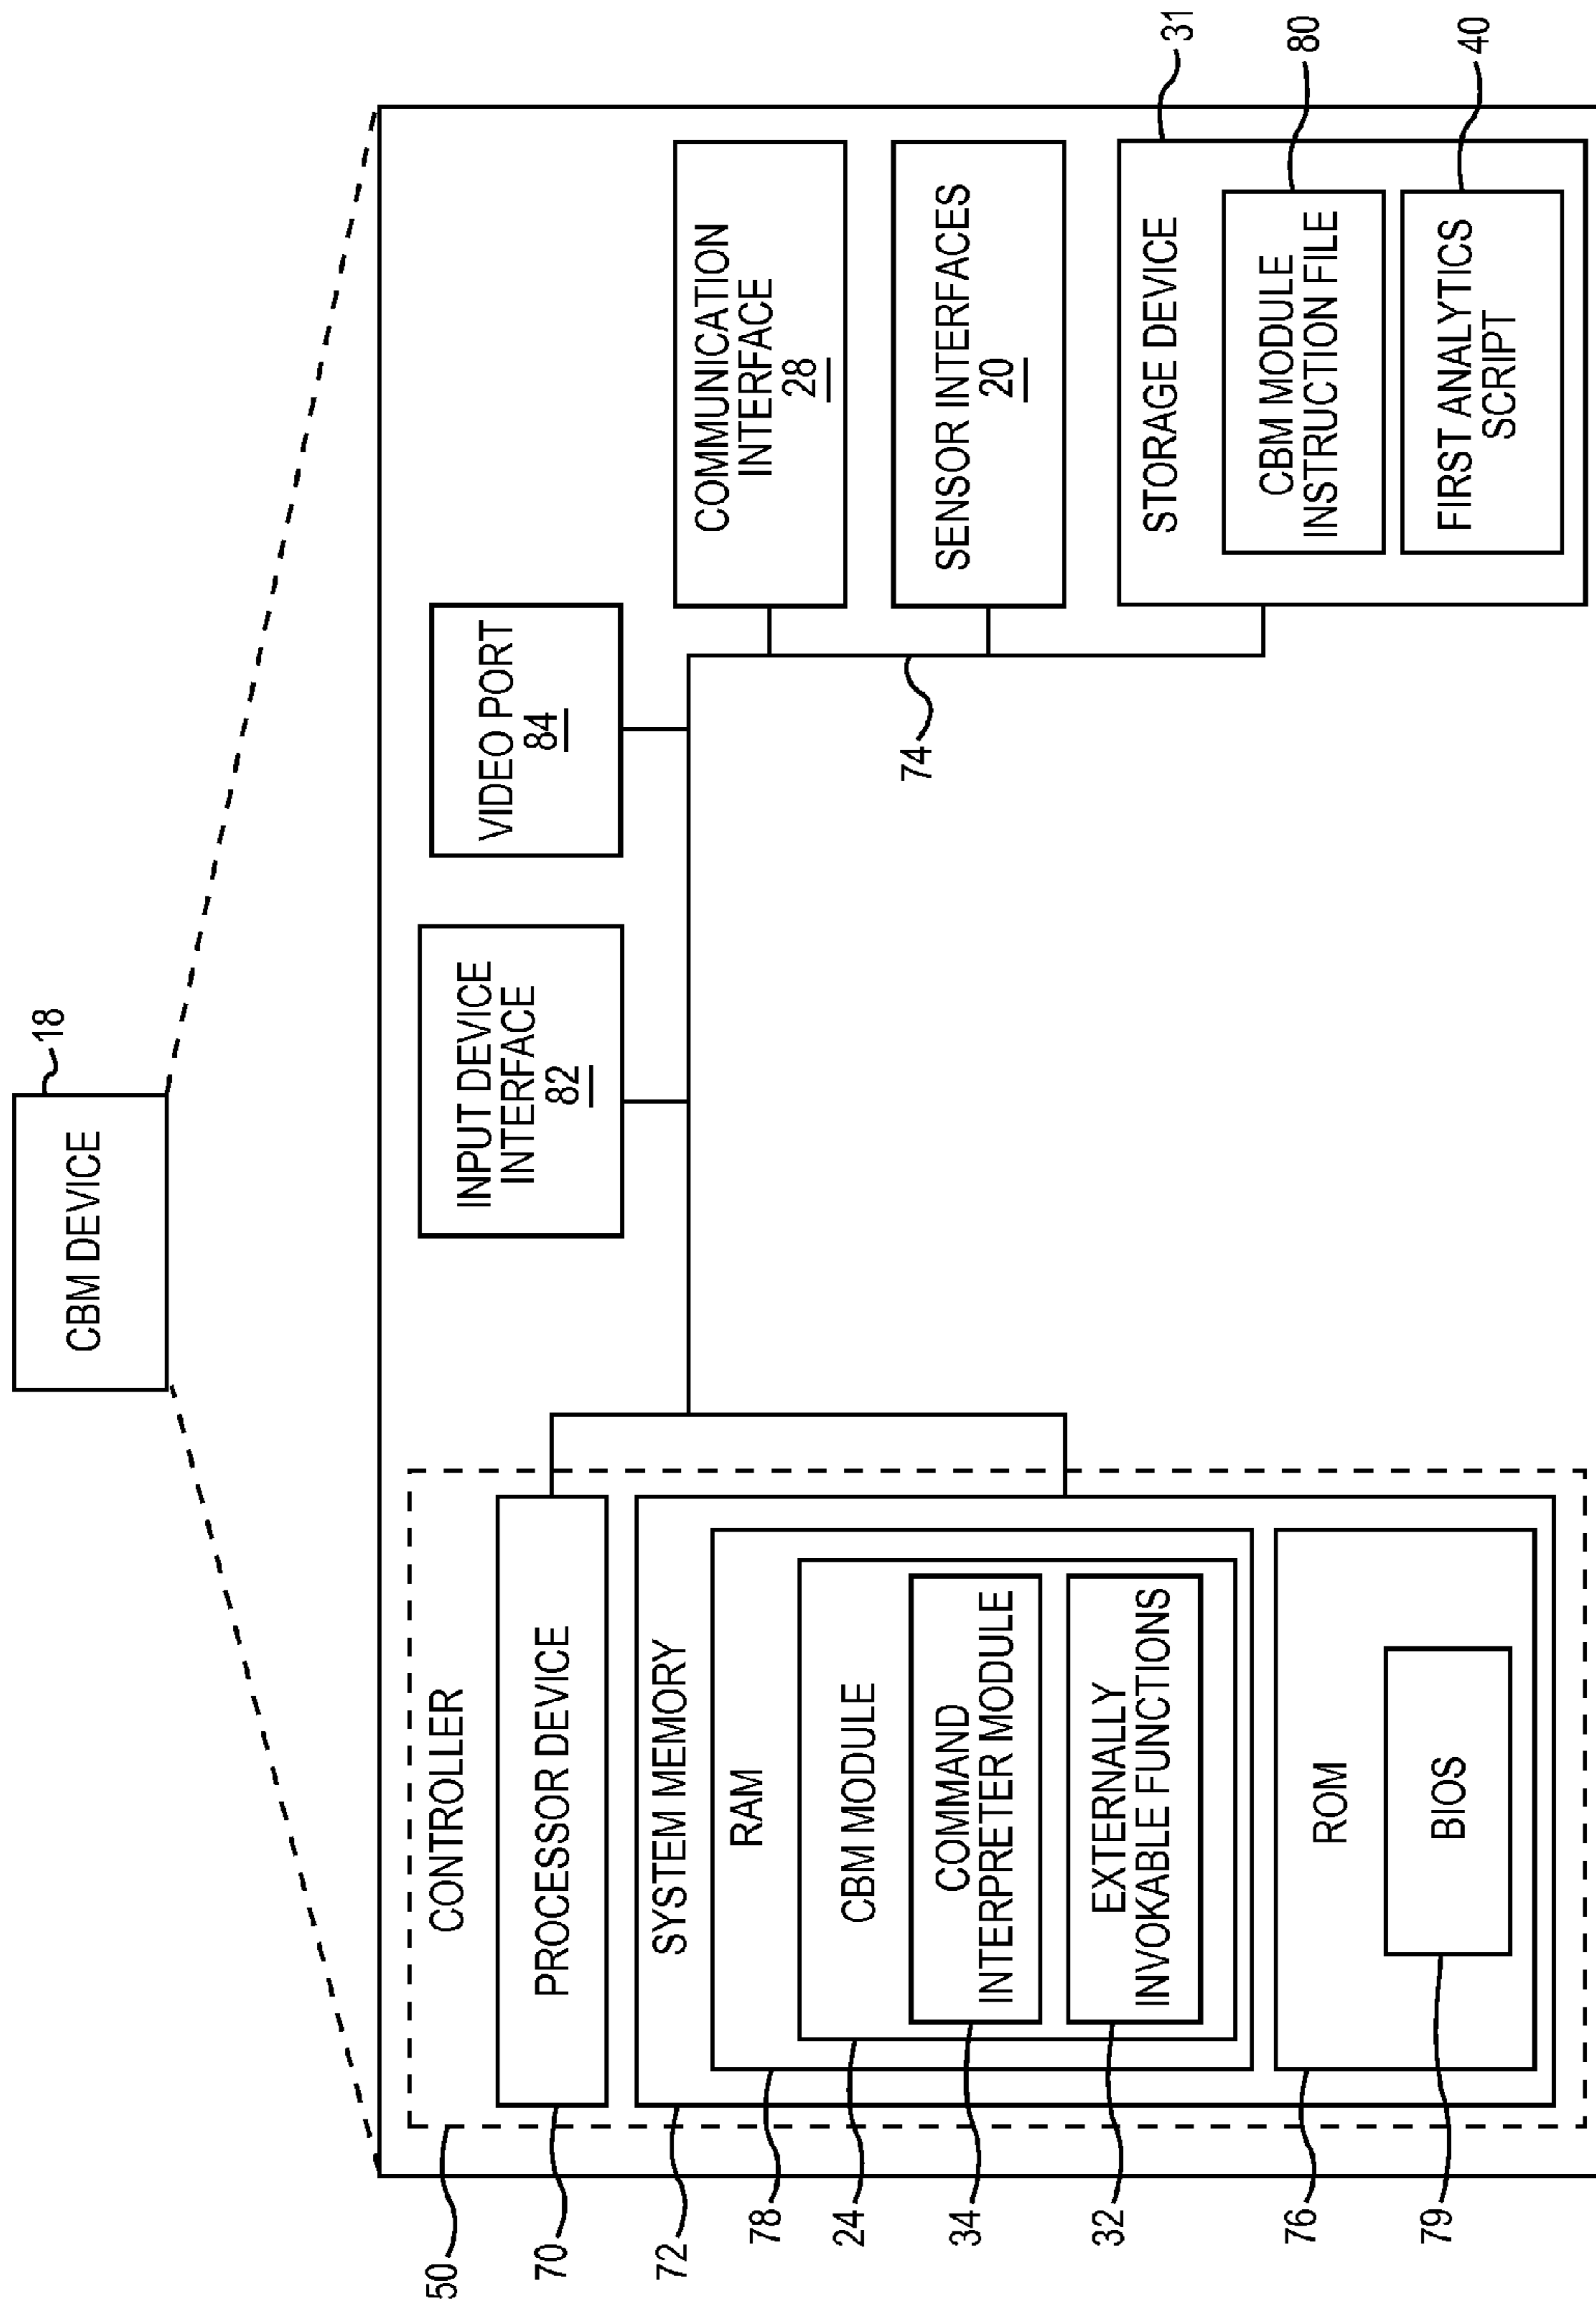 CBM DEVICE
18
CONTROLLER
50
PROCESSOR DEVICE
70
SYSTEM MEMORY
72
RAM
78
CBM MODULE
24
COMMAND
INTERPRETER MODULE
34
EXTERNALLY
INVOKABLE FUNCTIONS
32
ROM
76
BIOS
79
INPUT DEVICE
INTERFACE
82
VIDEO PORT
84
74
COMMUNICATION
INTERFACE
28
SENSOR INTERFACES
20
STORAGE DEVICE
31
CBM MODULE
INSTRUCTION FILE
80
FIRST ANALYTICS
SCRIPT
40